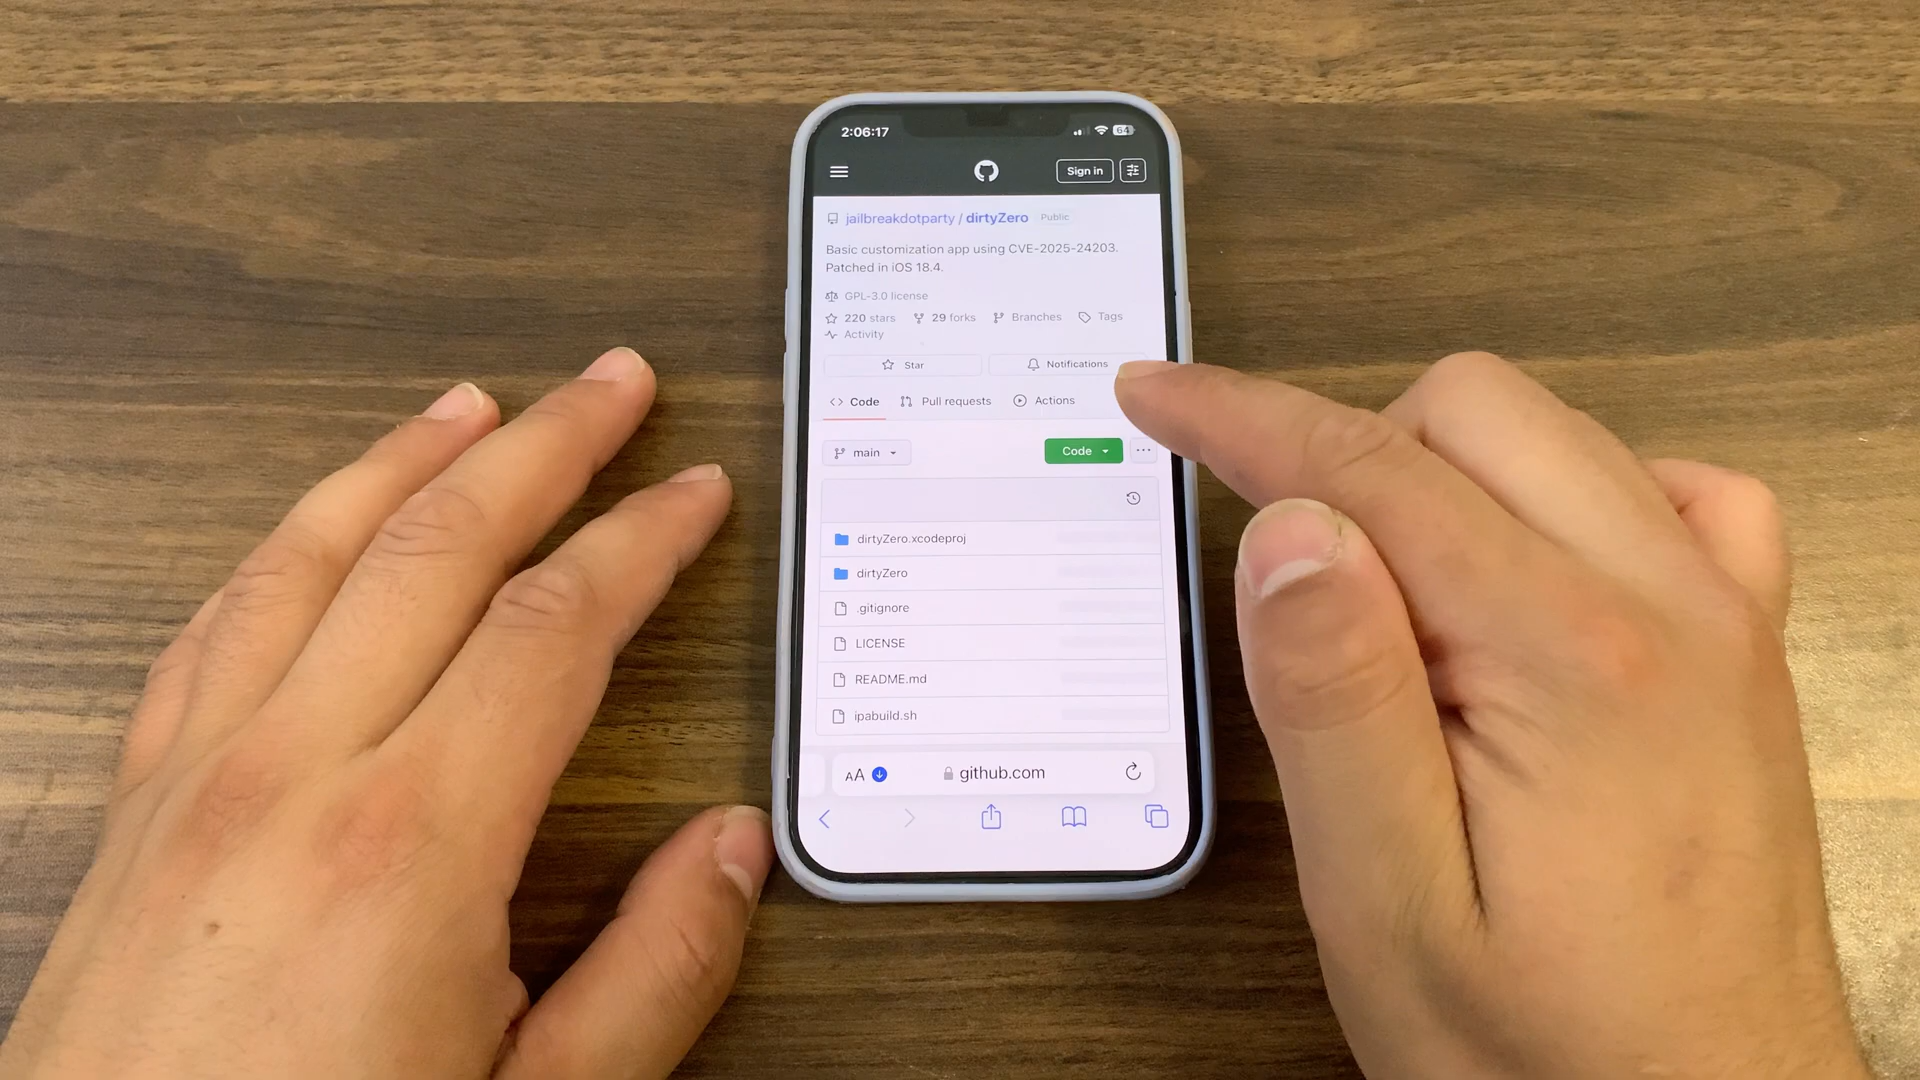 2:06:17
64
Sign in
jailbreakdotparty / dirtyZero Public
Basic customization app using CVE-2025-24203.
Patched in iOS 18.4.
GPL-3.0 license
220 stars 29 forks Branches Tags
Activity
Star Notifications
Code Pull requests Actions
main Code
dirtyZero.xcodeproj
dirtyZero
.gitignore
LICENSE
README.md
ipabuild.sh
AA github.com